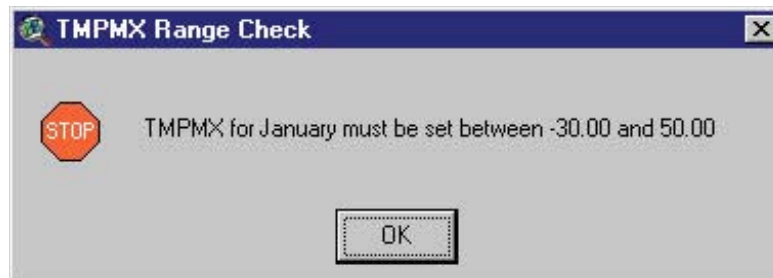 TMPMX Range Check
STOP
TMPMX for January must be set between -30.00 and 50.00
OK